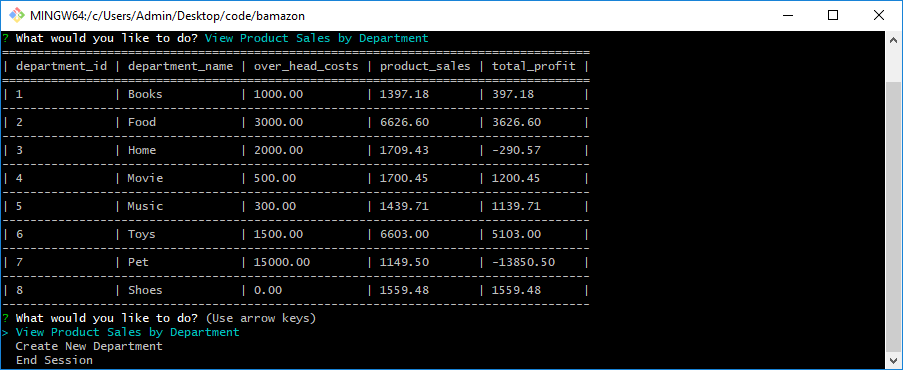 MINGW64:/c/Users/Admin/Desktop/code/bamazon
? What would you like to do? View Product Sales by Department
| department_id | department_name | over_head_costs | product_sales | total_profit |
| 1 | Books | 1000.00 | 1397.18 | 397.18 |
| 2 | Food | 3000.00 | 6626.60 | 3626.60 |
| 3 | Home | 2000.00 | 1709.43 | -290.57 |
| 4 | Movie | 500.00 | 1700.45 | 1200.45 |
| 5 | Music | 300.00 | 1439.71 | 1139.71 |
| 6 | Toys | 1500.00 | 6603.00 | 5103.00 |
| 7 | Pet | 15000.00 | 1149.50 | -13850.50 |
| 8 | Shoes | 0.00 | 1559.48 | 1559.48 |
? What would you like to do? (Use arrow keys)
> View Product Sales by Department
Create New Department
End Session